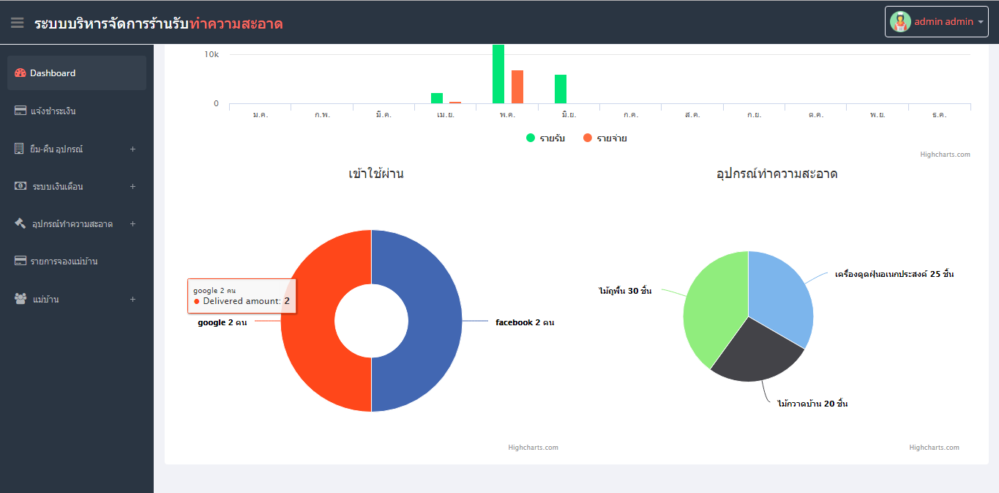 ระบบบริหารจัดการร้านรับทำความสะอาด
admin admin
Dashboard
แจ้งชำระเงิน
ยืม-คืน อุปกรณ์ +
ระบบเงินเดือน +
อุปกรณ์ทำความสะอาด +
รายการจองแม่บ้าน
แม่บ้าน +
10k
0
ม.ค. ก.พ. มี.ค. เม.ย. พ.ค. มิ.ย. ก.ค. ส.ค. ก.ย. ต.ค. พ.ย. ธ.ค.
รายรับ รายจ่าย
Highcharts.com
เข้าใช้ผ่าน
google 2 คน
Delivered amount: 2
google 2 คน
facebook 2 คน
Highcharts.com
อุปกรณ์ทำความสะอาด
เครื่องดูดฝุ่นอเนกประสงค์ 25 ชิ้น
ไม้ถูพื้น 30 ชิ้น
ไม้กวาดบ้าน 20 ชิ้น
Highcharts.com